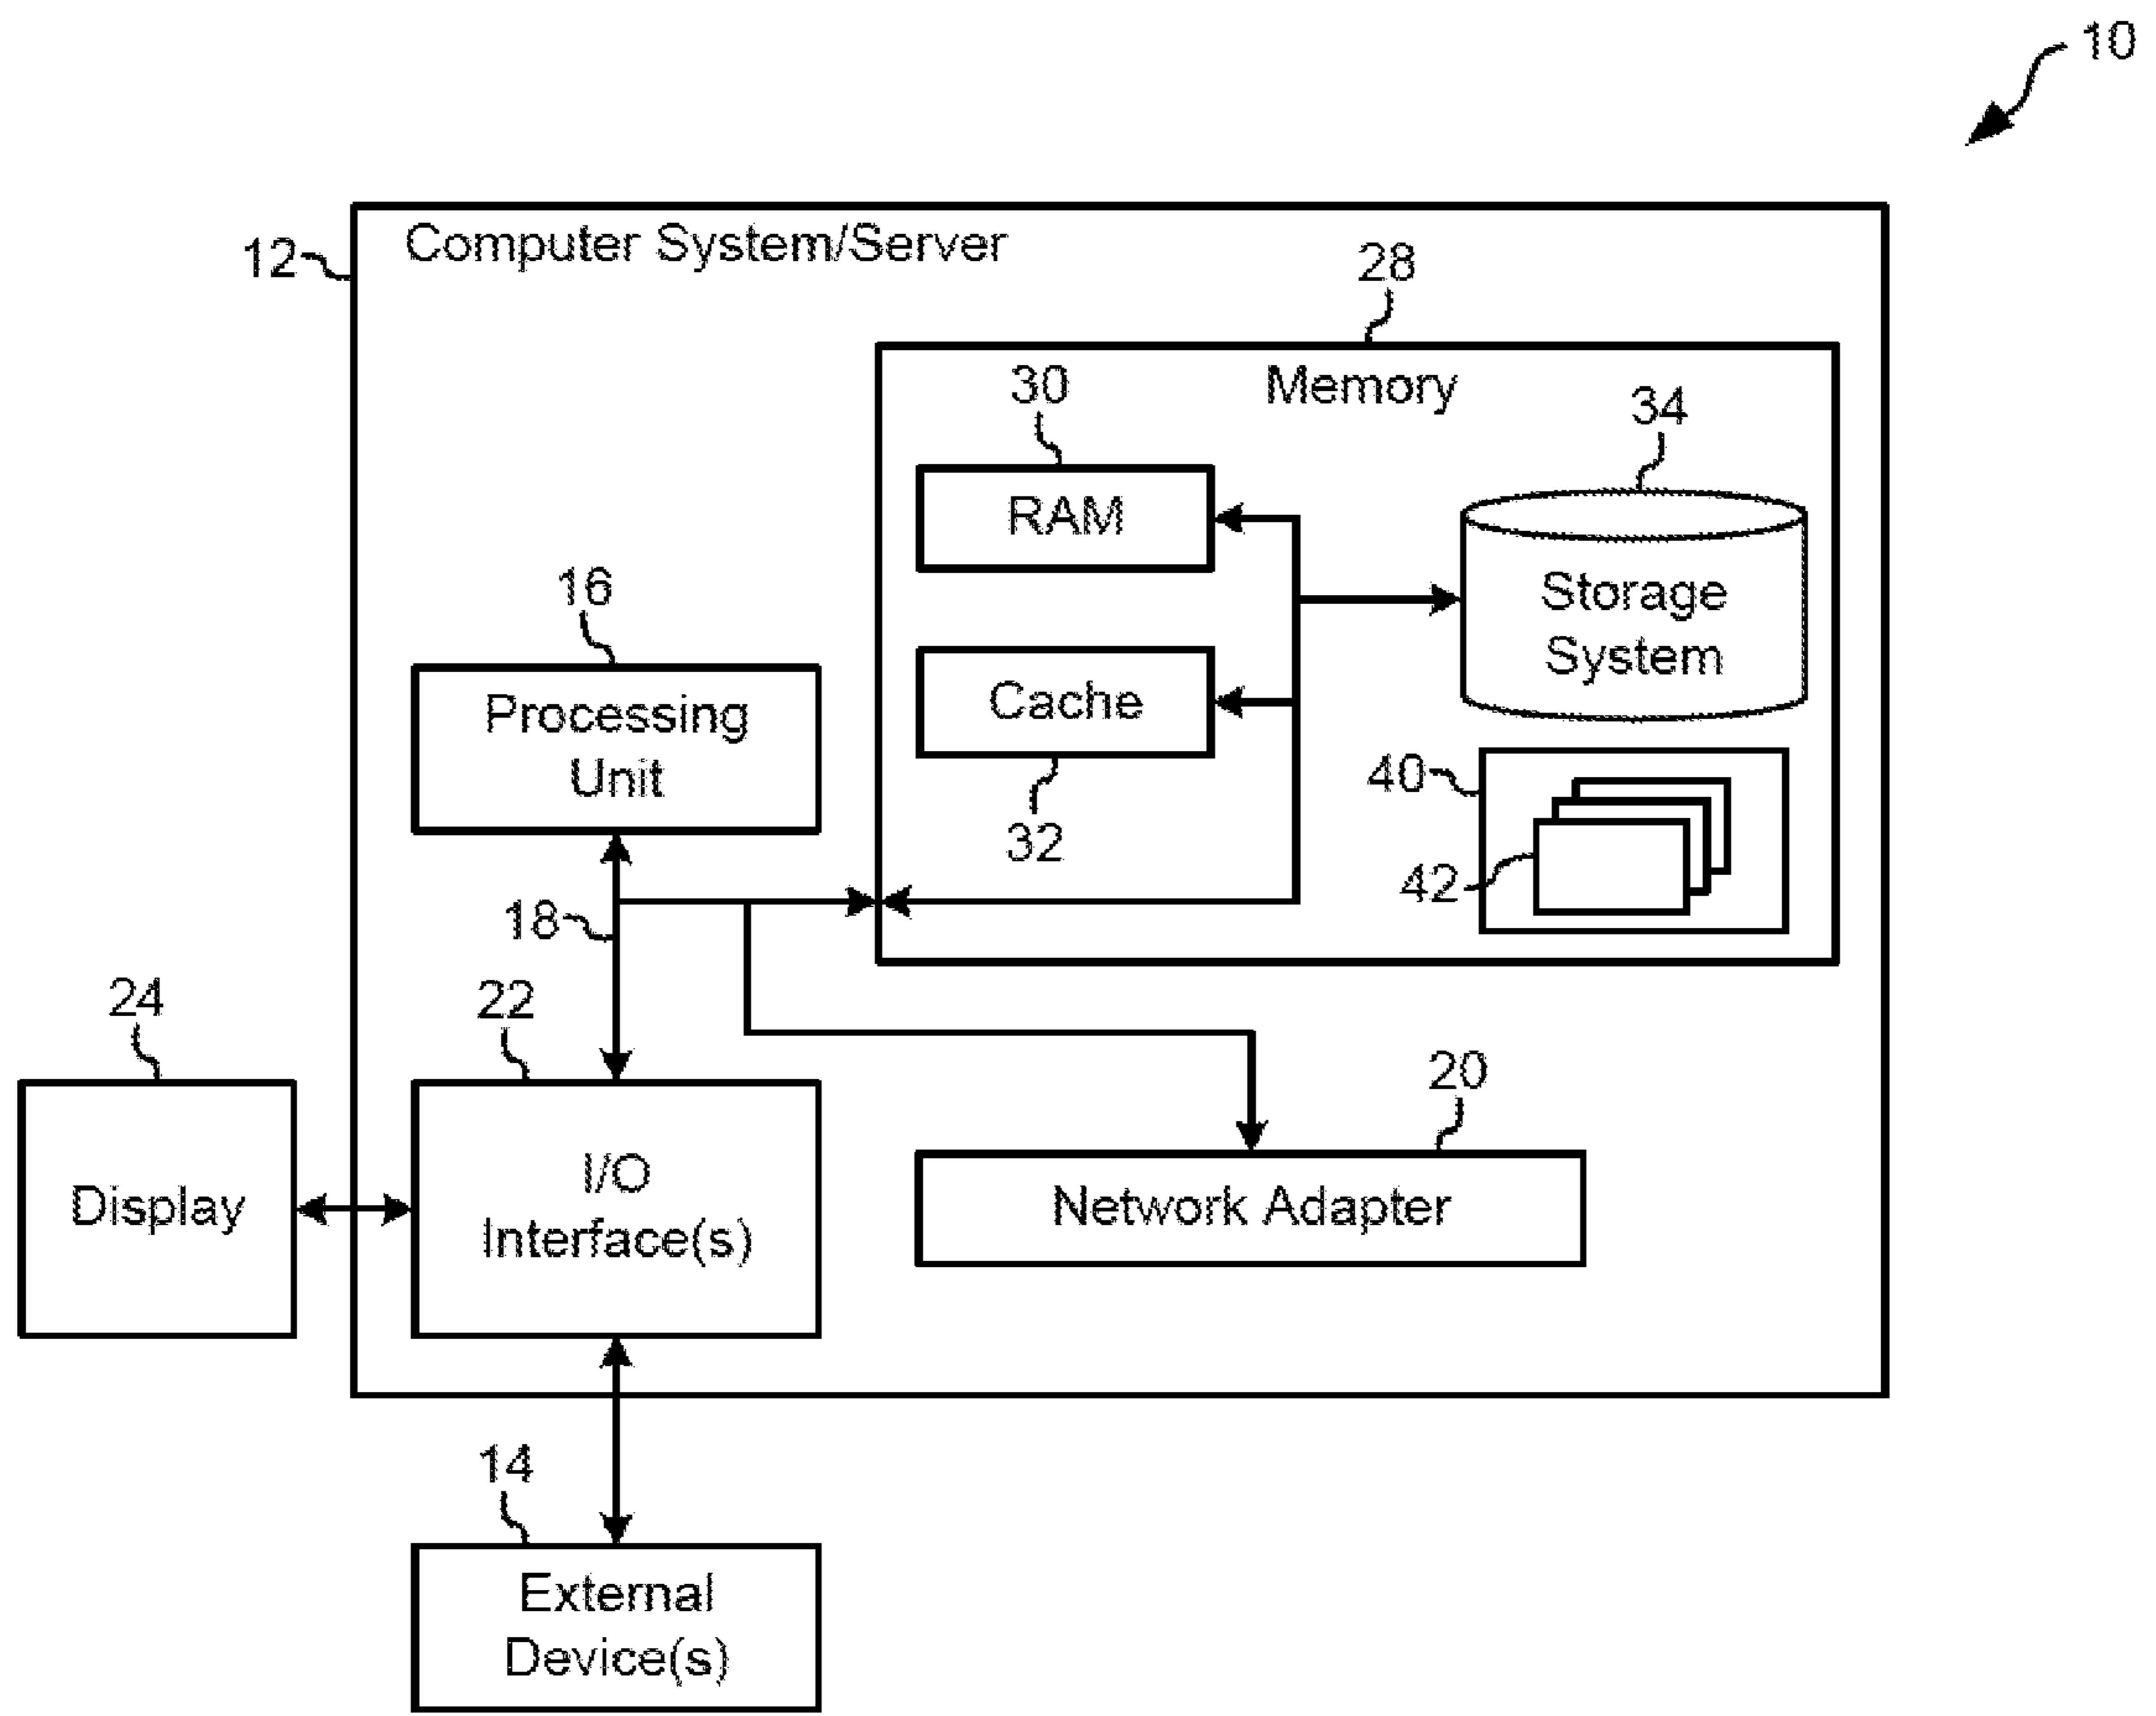 10
12
Computer System/Server
28
Memory
30
RAM
34
Storage
System
16
Processing
Unit
Cache
32
40
42
18
24
Display
22
I/O
Interface(s)
20
Network Adapter
14
External
Device(s)